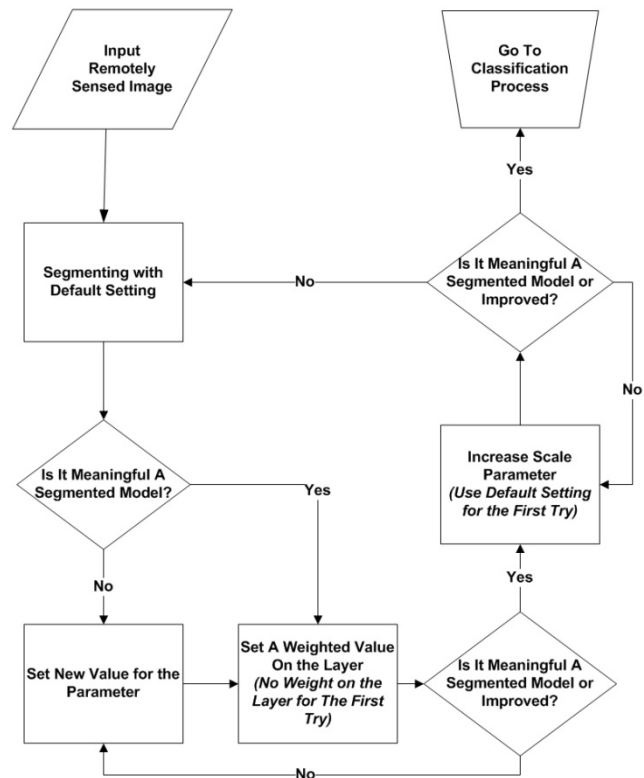 Input
Remotely
Sensed Image
Go To
Classification
Process
Yes
Segmenting with
Default Setting
No
Is It Meaningful A
Segmented Model or
Improved?
No
Is It Meaningful A
Segmented Model?
Yes
Increase Scale
Parameter
(Use Default Setting
for the First Try)
No
Yes
Set New Value for the
Parameter
Set A Weighted Value
On the Layer
(No Weight on the
Layer for The First
Try)
Is It Meaningful A
Segmented Model or
Improved?
No